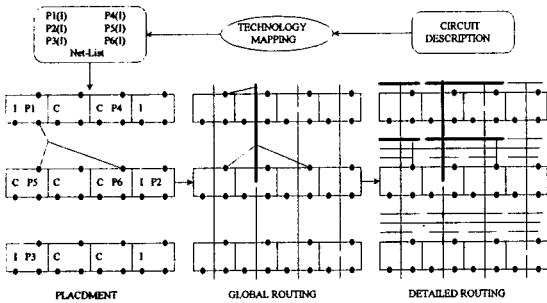 P1(I) P4(I)
P2(I) P5(I)
P3(I) P6(I)
Net-List
TECHNOLOGY
MAPPING
CIRCUIT
DESCRIPTION
I P1 C C P4 I
C P5 C C P6 I P2
I P3 C C I
PLACDMENT
GLOBAL ROUTING
DETAILED ROUTING